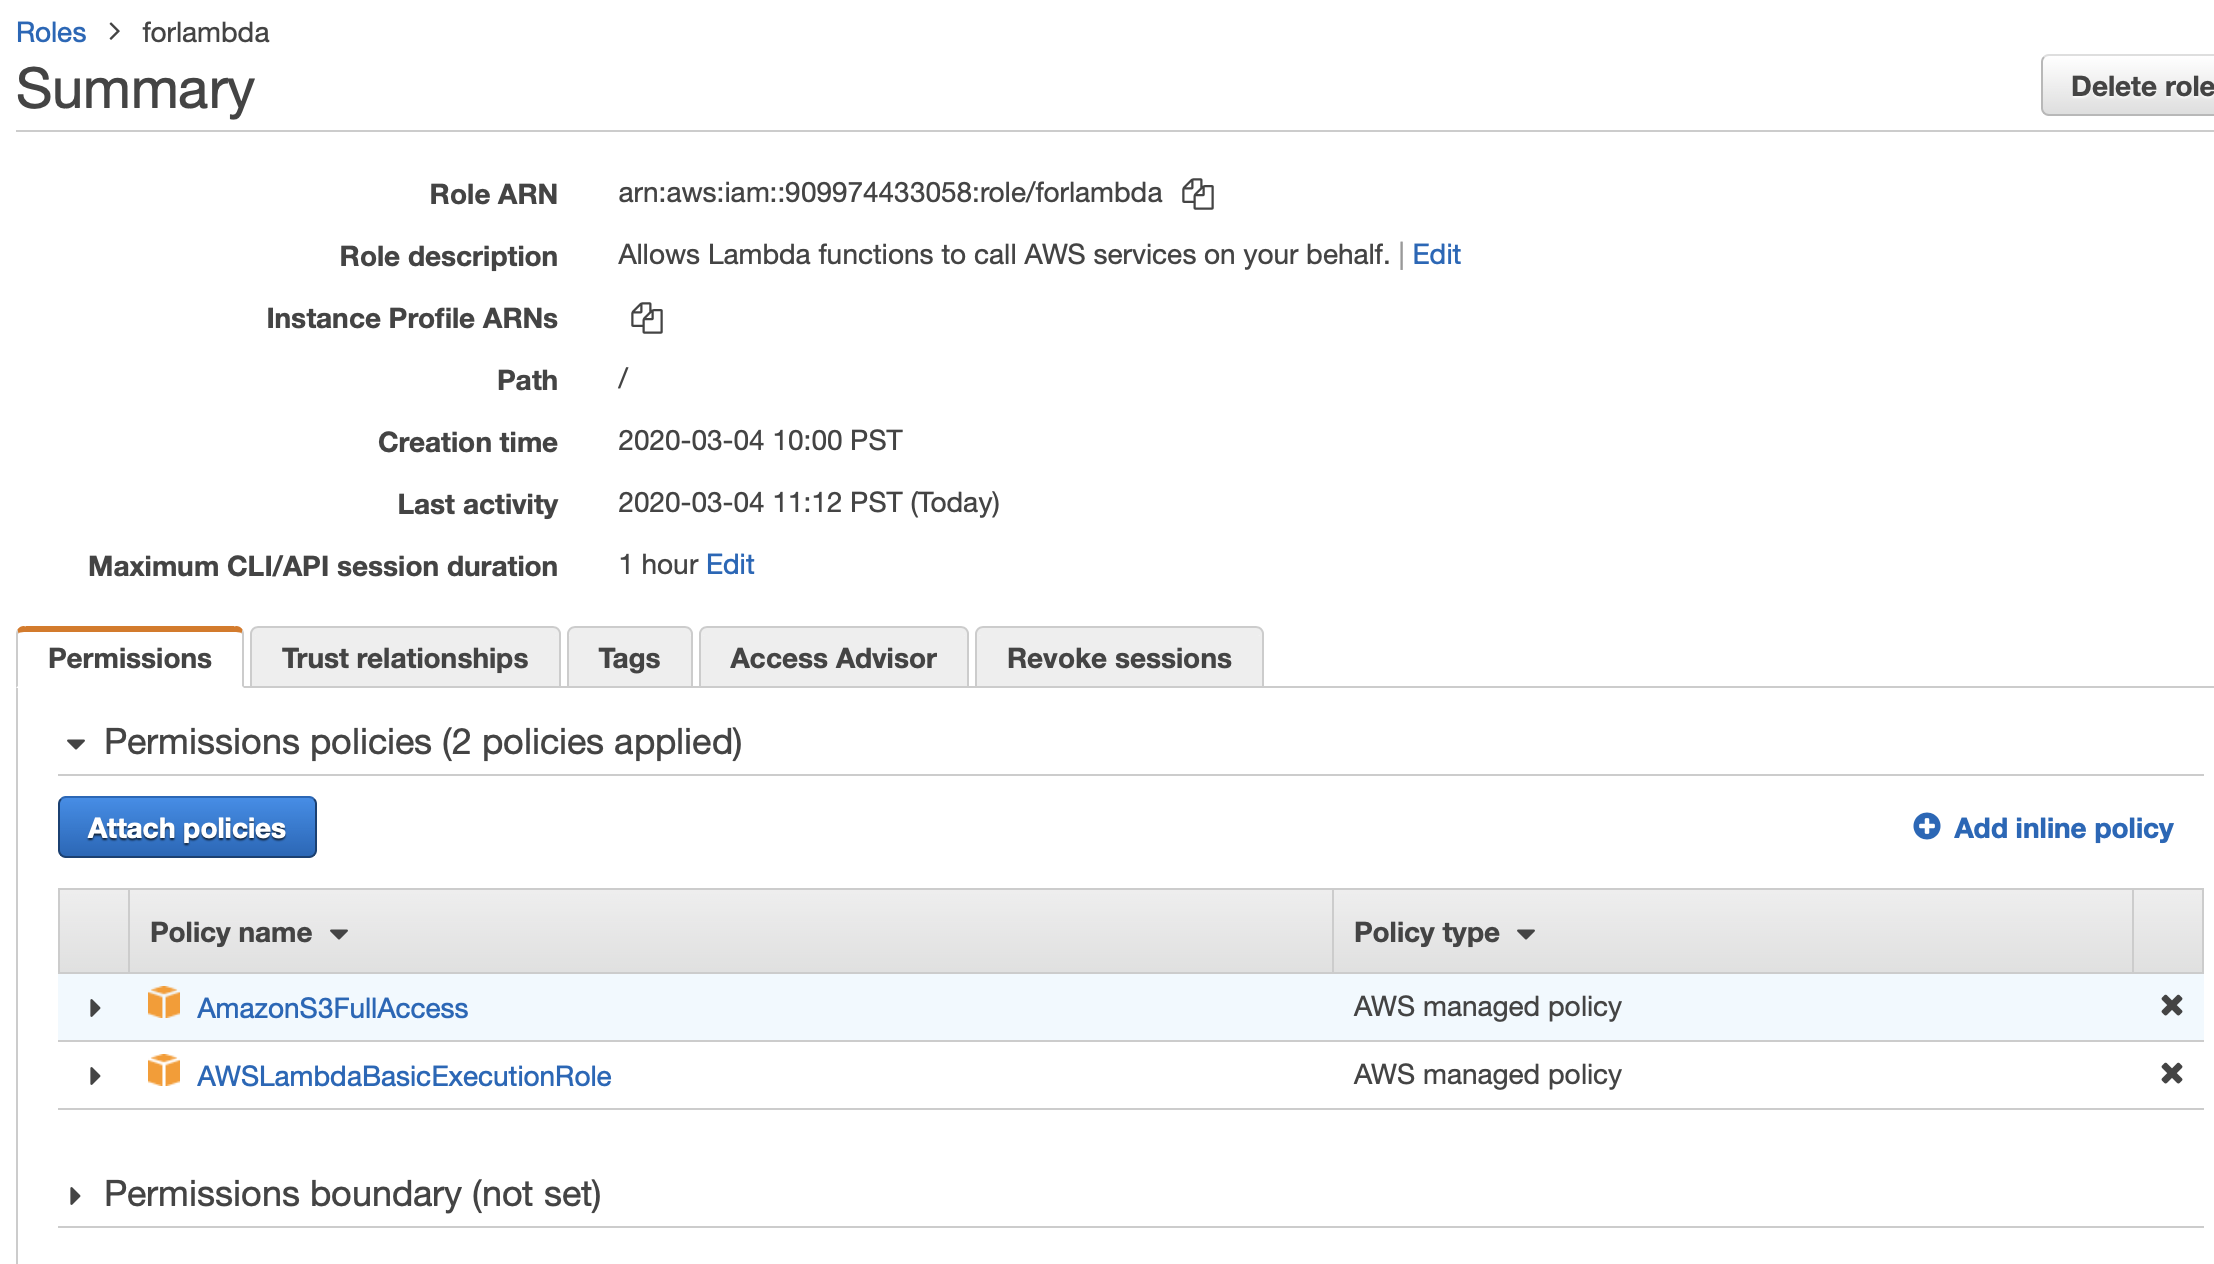 Roles > forlambda
Summary
Delete role
Role ARN arn:aws:iam::909974433058:role/forlambda
Role description Allows Lambda functions to call AWS services on your behalf. | Edit
Instance Profile ARNs
Path /
Creation time 2020-03-04 10:00 PST
Last activity 2020-03-04 11:12 PST (Today)
Maximum CLI/API session duration 1 hour Edit
Permissions Trust relationships Tags Access Advisor Revoke sessions
Permissions policies (2 policies applied)
Attach policies Add inline policy
Policy name Policy type
AmazonS3FullAccess AWS managed policy
AWSLambdaBasicExecutionRole AWS managed policy
Permissions boundary (not set)